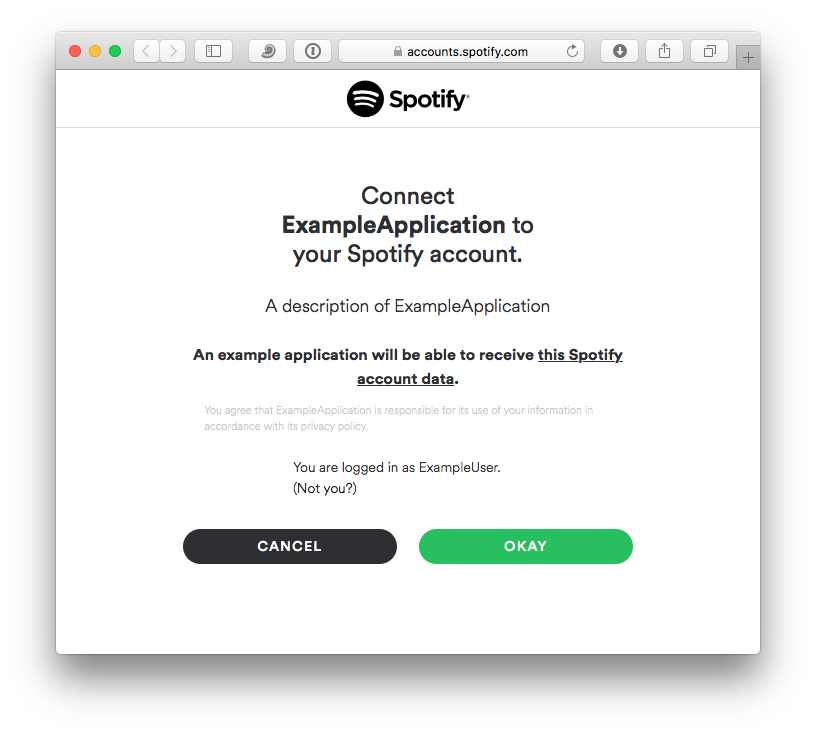 accounts.spotify.com
Spotify®
Connect
ExampleApplication to
your Spotify account.
A description of ExampleApplication
An example application will be able to receive this Spotify
account data.
You agree that ExampleApplication is responsible for its use of your information in
accordance with its privacy policy.
You are logged in as ExampleUser.
(Not you?)
CANCEL
OKAY